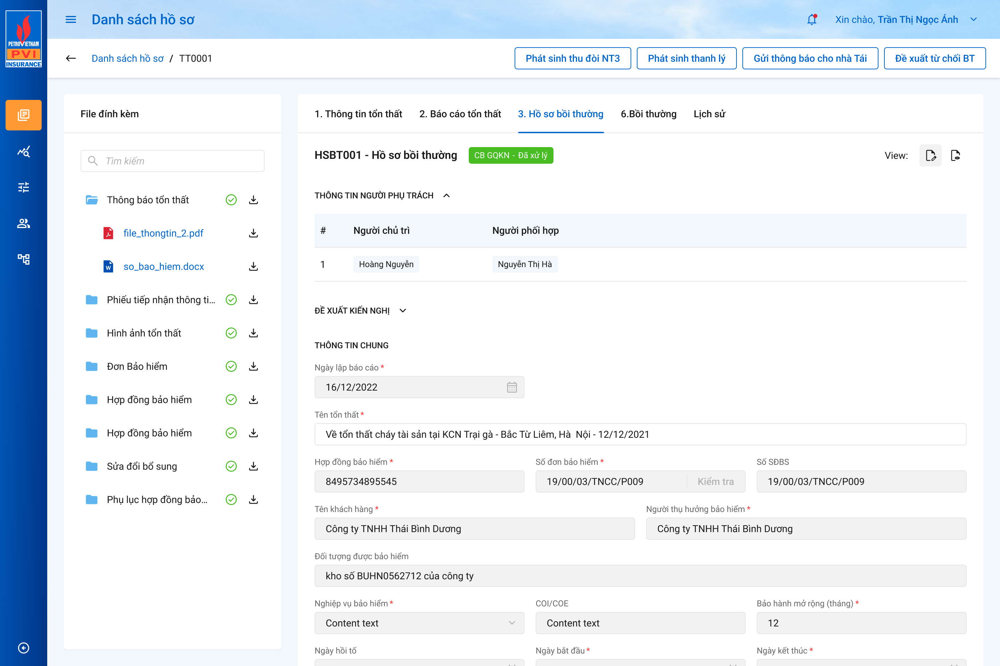 PETROVIETNAM
PVI
INSURANCE
Danh sách hồ sơ
Xin chào, Trần Thị Ngọc Ánh
Danh sách hồ sơ / TT0001
Phát sinh thu đòi NT3
Phát sinh thanh lý
Gửi thông báo cho nhà Tái
Đề xuất từ chối BT
File đính kèm
Tìm kiếm
Thông báo tổn thất
file_thongtin_2.pdf
so_bao_hiem.docx
Phiếu tiếp nhận thông ti...
Hình ảnh tổn thất
Đơn Bảo hiểm
Hợp đồng bảo hiểm
Hợp đồng bảo hiểm
Sửa đổi bổ sung
Phụ lục hợp đồng bảo...
1. Thông tin tổn thất
2. Báo cáo tổn thất
3. Hồ sơ bồi thường
6.Bồi thường
Lịch sử
HSBT001 - Hồ sơ bồi thường
CB GQKN - Đã xử lý
View:
THÔNG TIN NGƯỜI PHỤ TRÁCH
# Người chủ trì Người phối hợp
1 Hoàng Nguyễn Nguyễn Thị Hà
ĐỀ XUẤT KIẾN NGHỊ
THÔNG TIN CHUNG
Ngày lập báo cáo *
16/12/2022
Tên tổn thất *
Về tổn thất cháy tài sản tại KCN Trại gà - Bắc Từ Liêm, Hà  Nội - 12/12/2021
Hợp đồng bảo hiểm * Số đơn bảo hiểm * Số SĐBS
8495734895545 19/00/03/TNCC/P009 Kiểm tra 19/00/03/TNCC/P009
Tên khách hàng * Người thụ hưởng bảo hiểm *
Công ty TNHH Thái Bình Dương Công ty TNHH Thái Bình Dương
Đối tượng được bảo hiểm
kho số BUHN0562712 của công ty
Nghiệp vụ bảo hiểm * COI/COE Bảo hành mở rộng (tháng) *
Content text Content text 12
Ngày hồi tố Ngày bắt đầu * Ngày kết thúc *